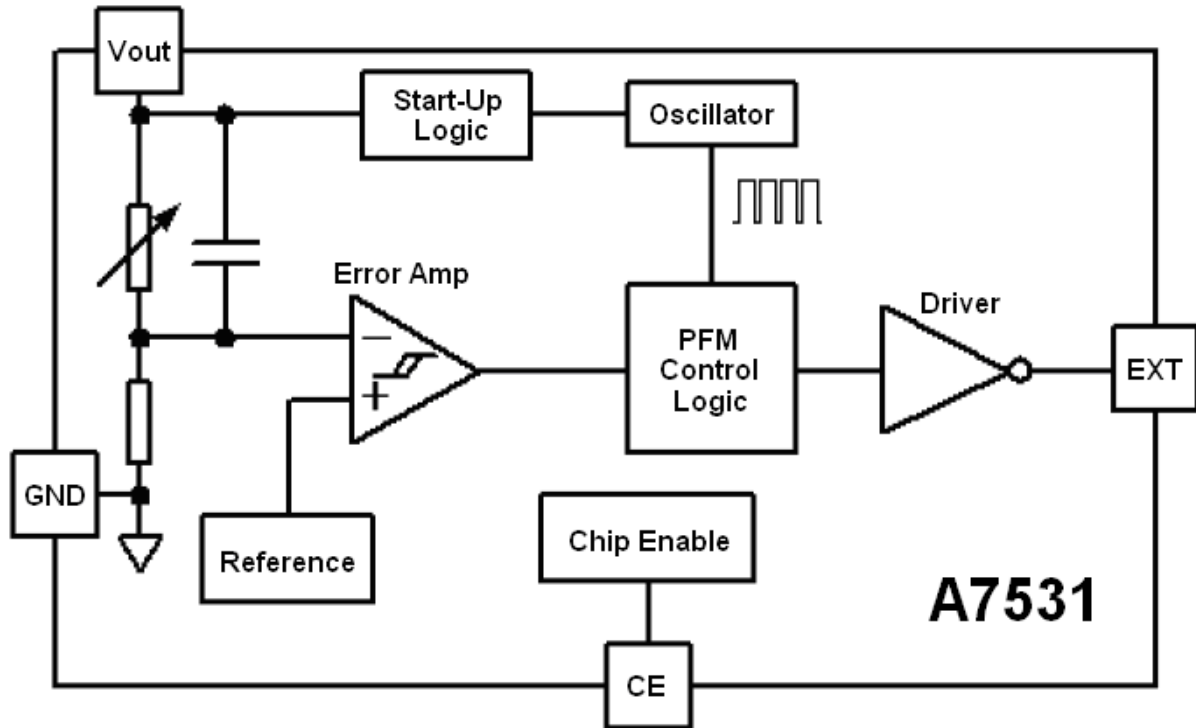 Vout
Start-Up
Logic
Oscillator
Error Amp
Driver
−
+
PFM
Control
Logic
EXT
GND
Reference
Chip Enable
A7531
CE